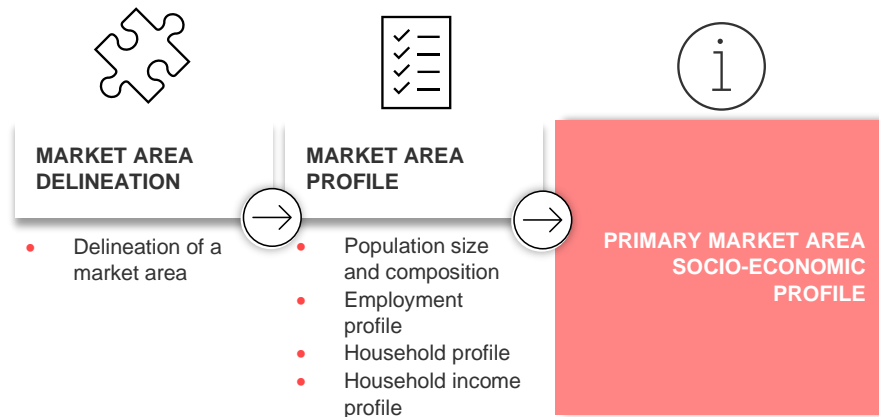 MARKET AREA
DELINEATION
• Delineation of a
market area
MARKET AREA
PROFILE
• Population size
and composition
• Employment
profile
• Household profile
• Household income
profile
i
PRIMARY MARKET AREA
SOCIO-ECONOMIC
PROFILE